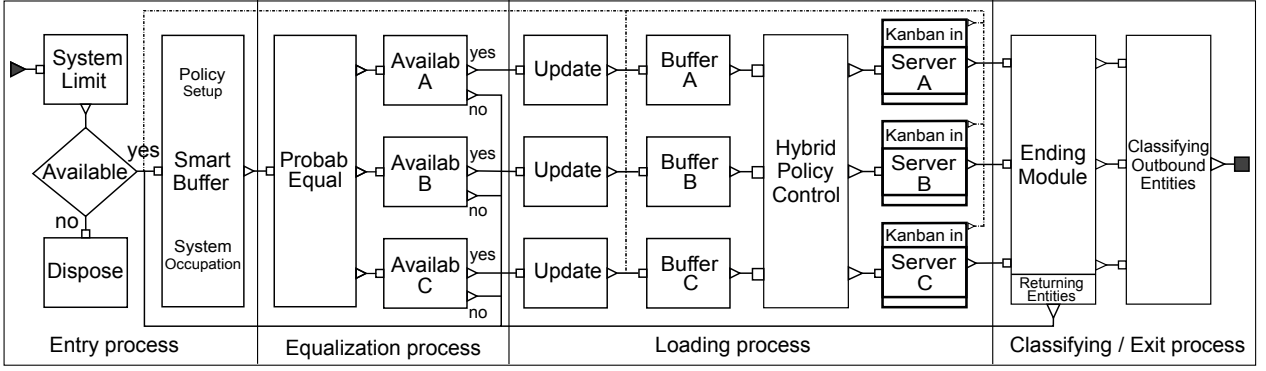 System
Limit
Available
yes
no
Dispose
Policy
Setup
Smart
Buffer
System
Occupation
Probab
Equal
Availab
A
yes
no
Availab
B
yes
no
Availab
C
yes
no
Update
Update
Update
Buffer
A
Buffer
B
Buffer
C
Hybrid
Policy
Control
Kanban in
Server
A
Kanban in
Server
B
Kanban in
Server
C
Ending
Module
Returning
Entities
Classifying
Outbound
Entities
Entry process
Equalization process
Loading process
Classifying / Exit process